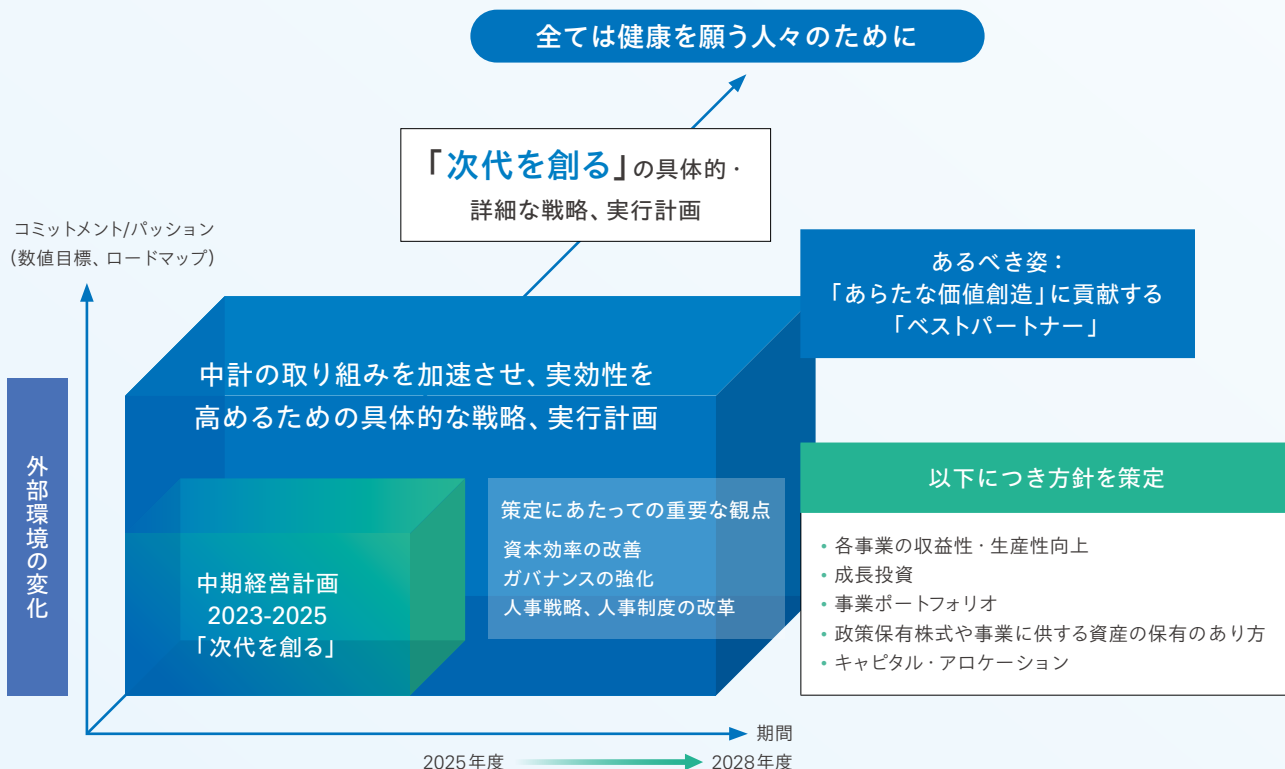 全ては健康を願う人々のために
「次代を創る」の具体的・
詳細な戦略、実行計画
コミットメント/パッション
(数値目標、ロードマップ)
あるべき姿：
「あらたな価値創造」に貢献する
「ベストパートナー」
中計の取り組みを加速させ、実効性を
高めるための具体的な戦略、実行計画
外部環境の変化
中期経営計画
2023-2025
「次代を創る」
策定にあたっての重要な観点
資本効率の改善
ガバナンスの強化
人事戦略、人事制度の改革
以下につき方針を策定
・各事業の収益性・生産性向上
・成長投資
・事業ポートフォリオ
・政策保有株式や事業に供する資産の保有のあり方
・キャピタル・アロケーション
期間
2025年度
2028年度